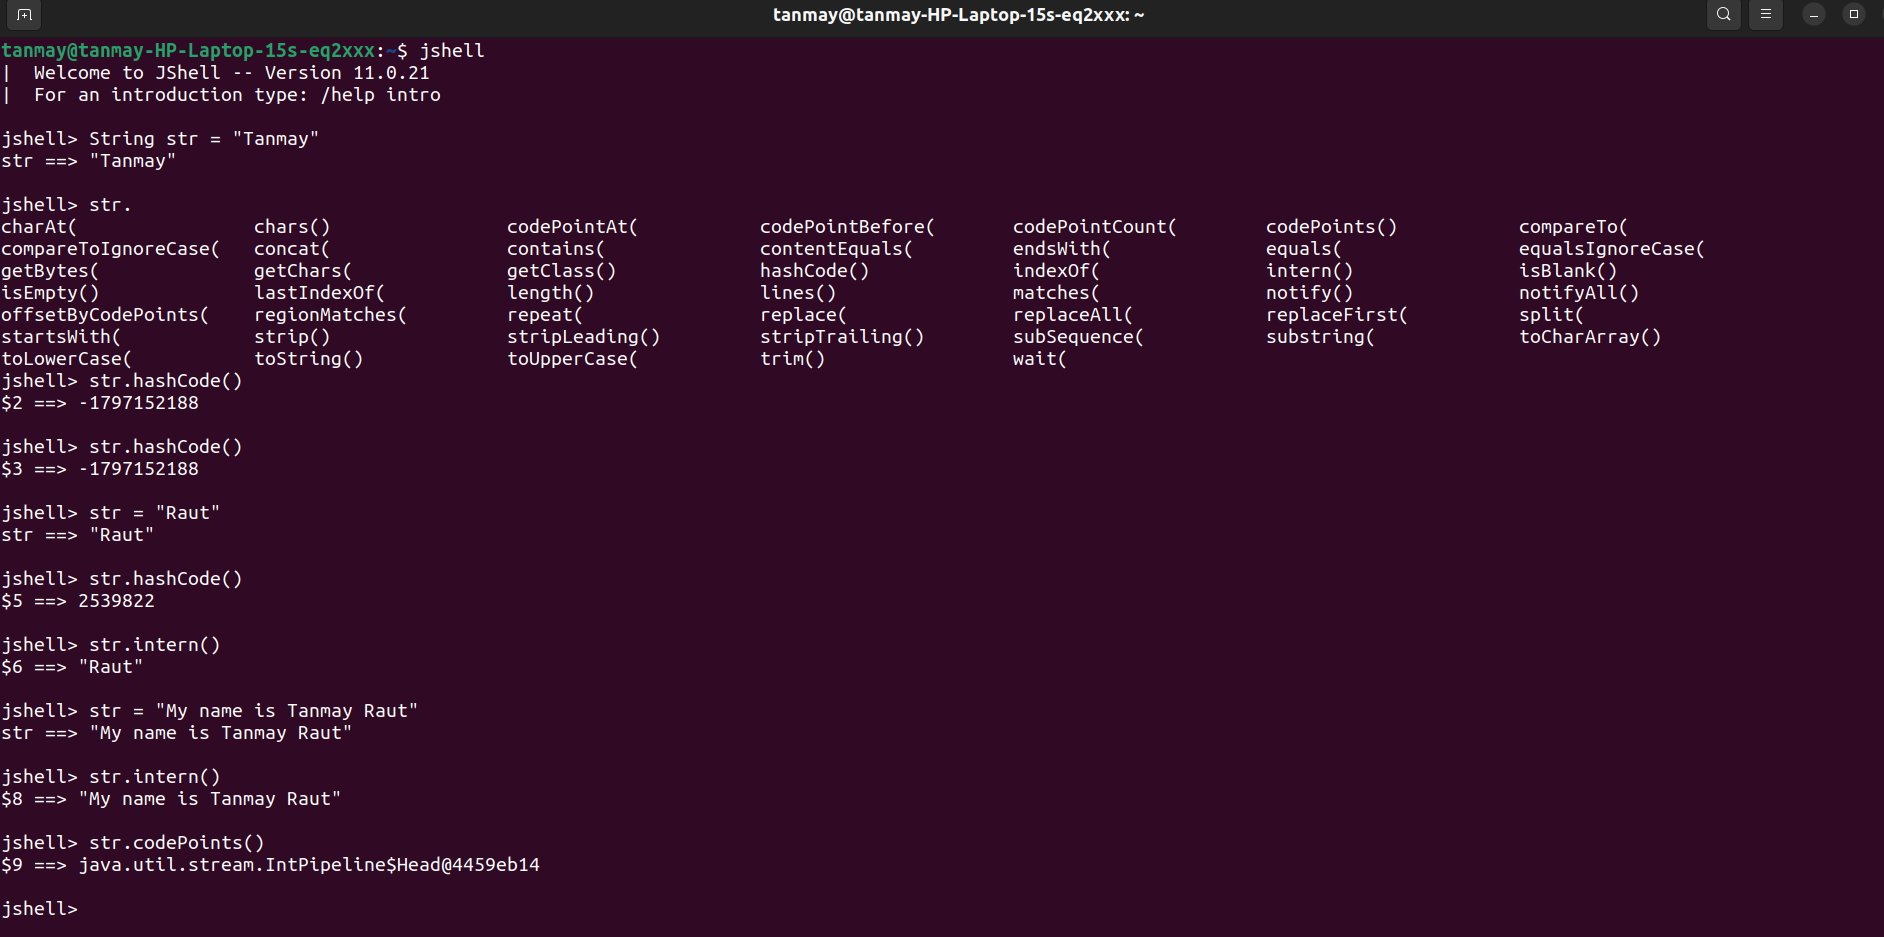 tanmay@tanmay-HP-Laptop-15s-eq2xxx: ~
tanmay@tanmay-HP-Laptop-15s-eq2xxx:~$ jshell
|  Welcome to JShell -- Version 11.0.21
|  For an introduction type: /help intro
jshell> String str = "Tanmay"
str ==> "Tanmay"
jshell> str.
charAt(                chars()                codePointAt(           codePointBefore(       codePointCount(        codePoints()           compareTo(
compareToIgnoreCase(   concat(                contains(              contentEquals(         endsWith(              equals(                equalsIgnoreCase(
getBytes(              getChars(              getClass()             hashCode()             indexOf(               intern()               isBlank()
isEmpty()              lastIndexOf(           length()               lines()                matches(               notify()               notifyAll()
offsetByCodePoints(    regionMatches(         repeat(                replace(               replaceAll(            replaceFirst(          split(
startsWith(            strip()                stripLeading()         stripTrailing()        subSequence(           substring(             toCharArray()
toLowerCase(           toString()             toUpperCase(           trim()                 wait(
jshell> str.hashCode()
$2 ==> -1797152188
jshell> str.hashCode()
$3 ==> -1797152188
jshell> str = "Raut"
str ==> "Raut"
jshell> str.hashCode()
$5 ==> 2539822
jshell> str.intern()
$6 ==> "Raut"
jshell> str = "My name is Tanmay Raut"
str ==> "My name is Tanmay Raut"
jshell> str.intern()
$8 ==> "My name is Tanmay Raut"
jshell> str.codePoints()
$9 ==> java.util.stream.IntPipeline$Head@4459eb14
jshell>